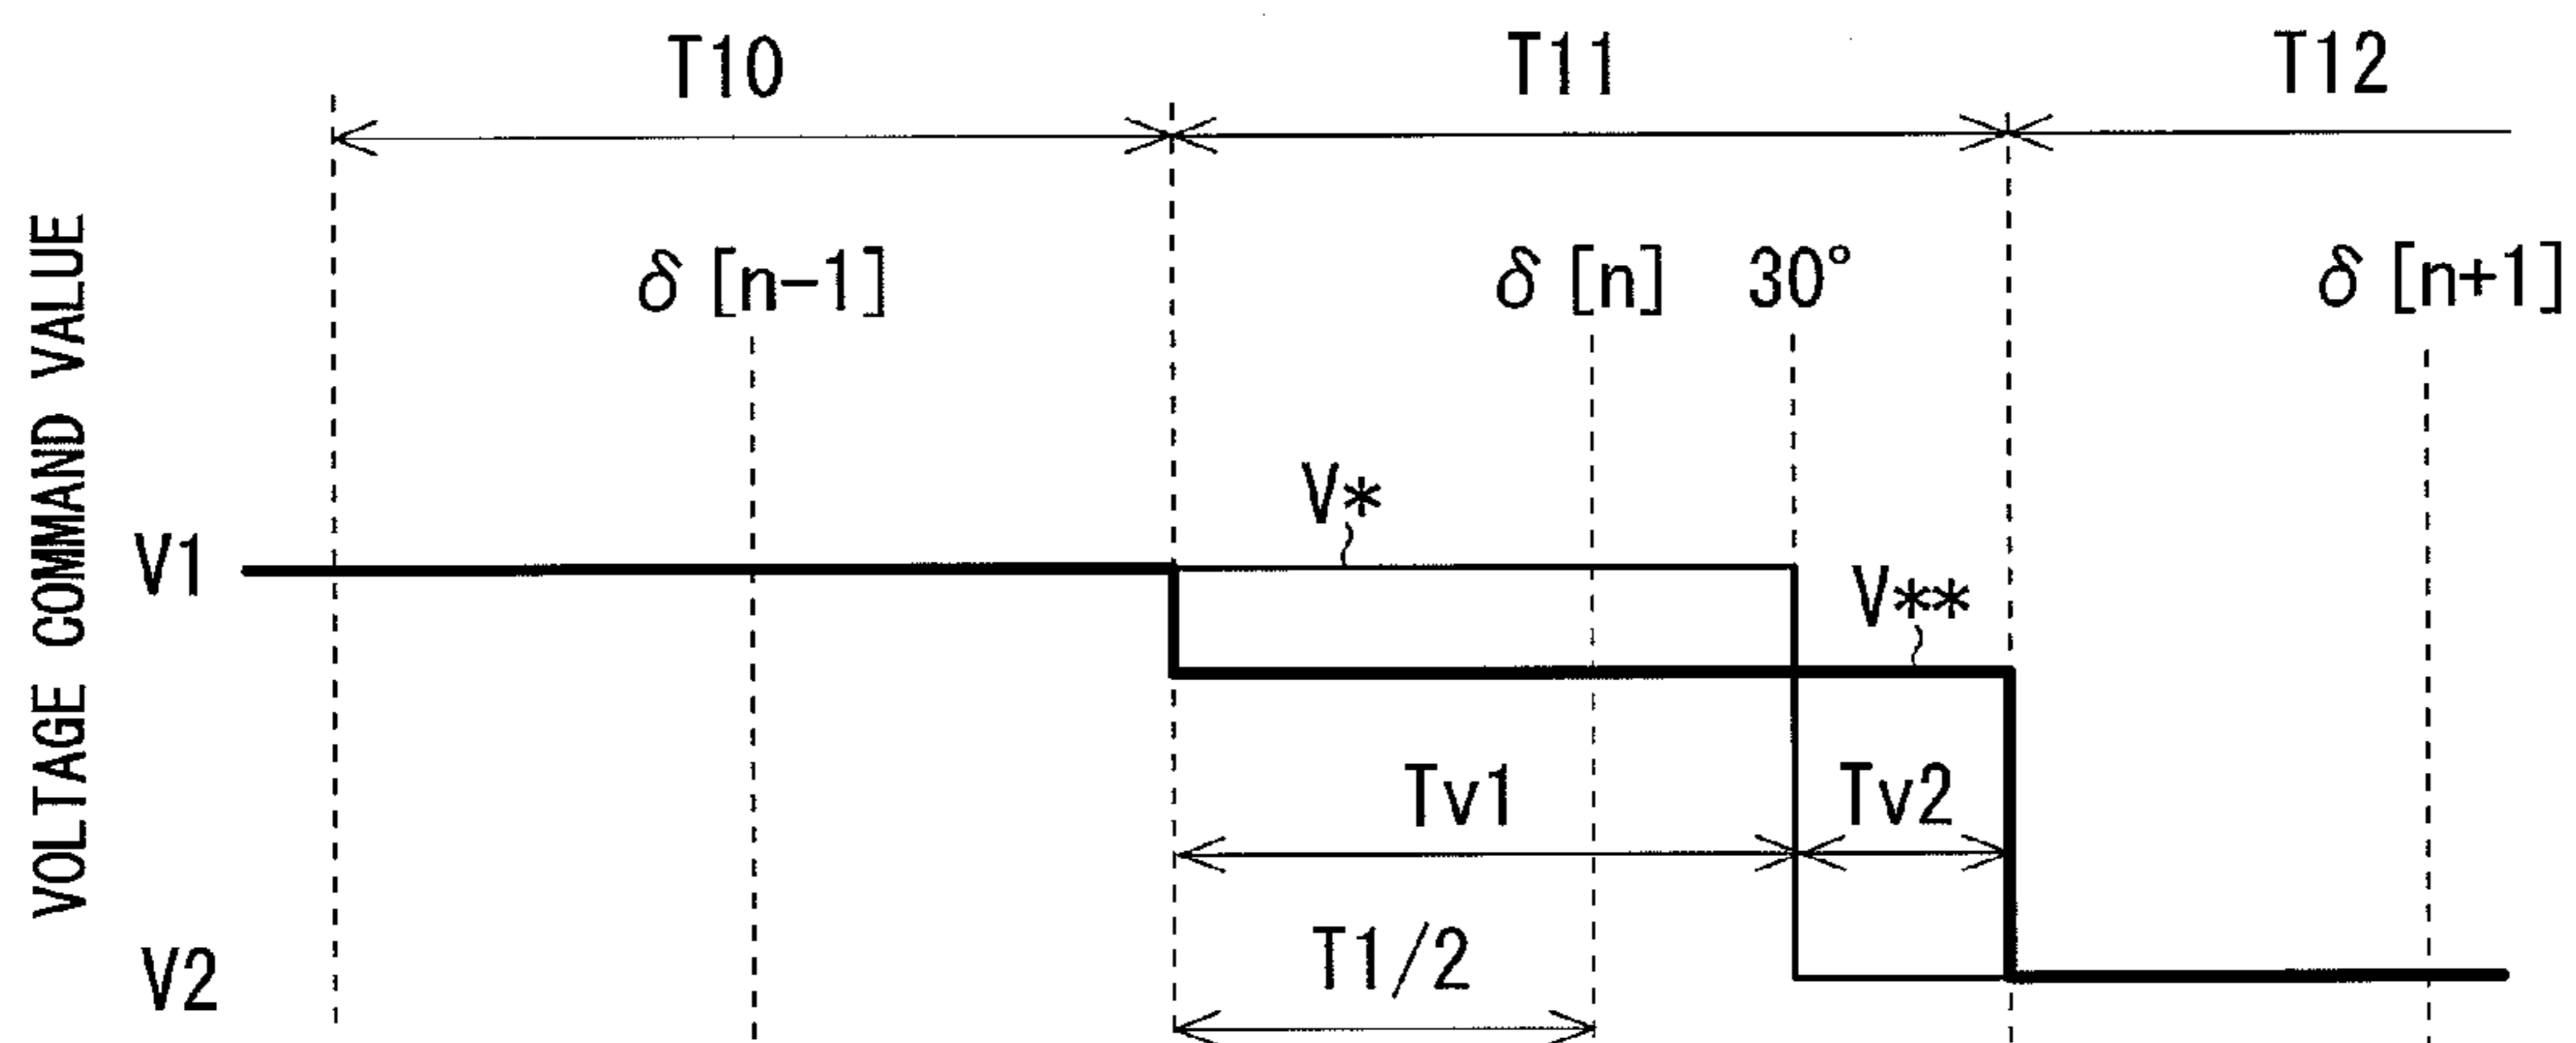 T10 T11 T12
δ [n-1] δ [n] 30° δ [n+1]
VOLTAGE COMMAND VALUE
V*
V1
V**
Tv1 Tv2
T1/2
V2